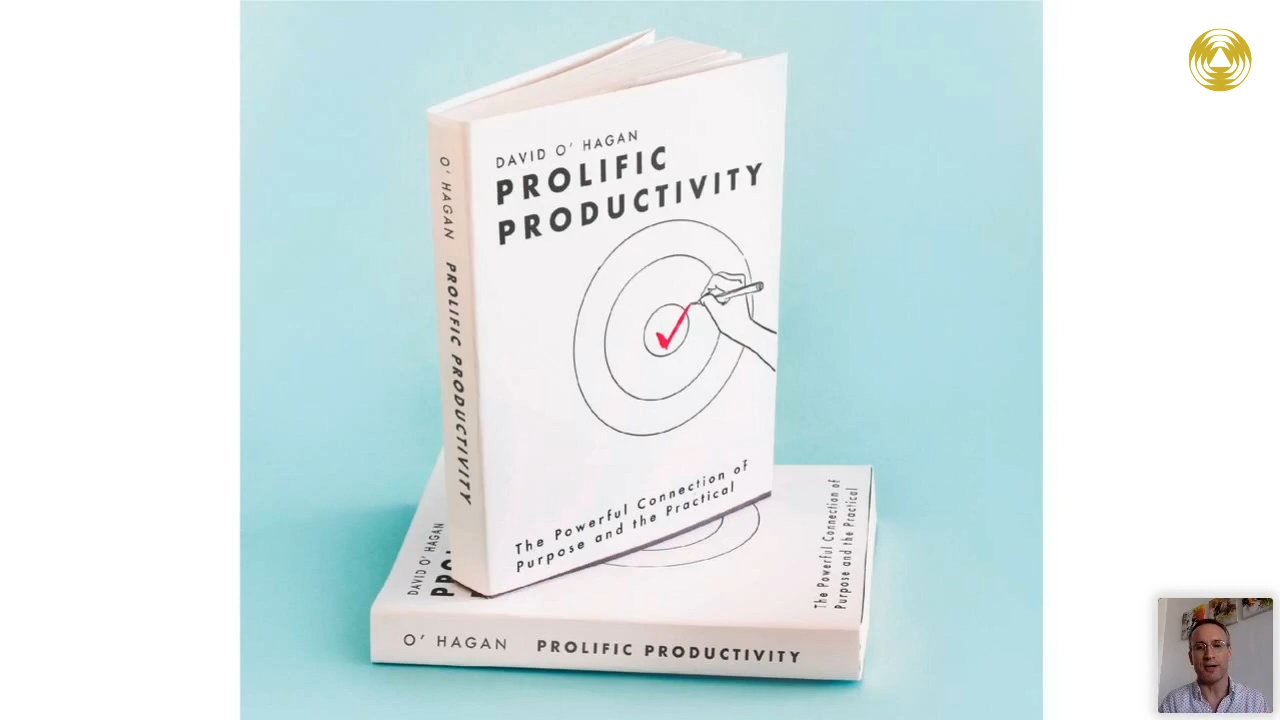 DAVID O' HAGAN
PROLIFIC
PRODUCTIVITY
The Powerful Connection of
Purpose and the Practical
O' HAGAN PROLIFIC PRODUCTIVITY
DAVID O' HAGAN
PRO
The Powerful Connection of
Purpose and the Practical
O' HAGAN PROLIFIC PRODUCTIVITY